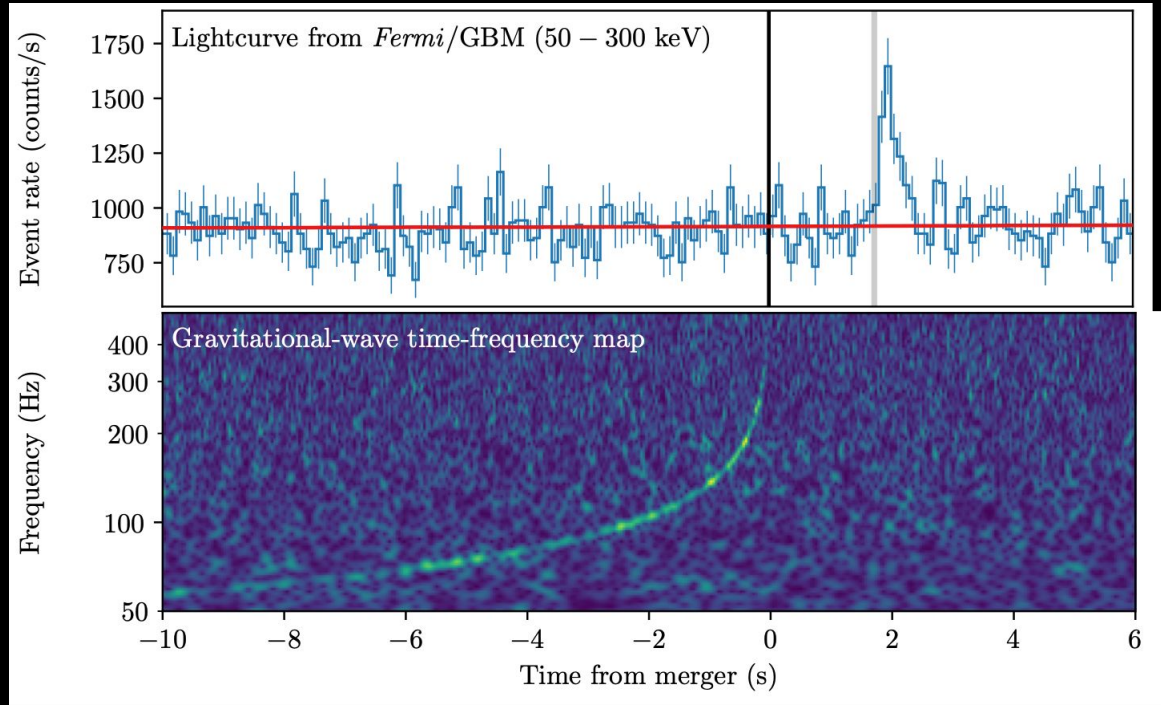 Lightcurve from Fermi/GBM (50 – 300 keV)
Event rate (counts/s)
1750
1500
1250
1000
750
Gravitational-wave time-frequency map
Frequency (Hz)
400
300
200
100
50
−10 −8 −6 −4 −2 0 2 4 6
Time from merger (s)